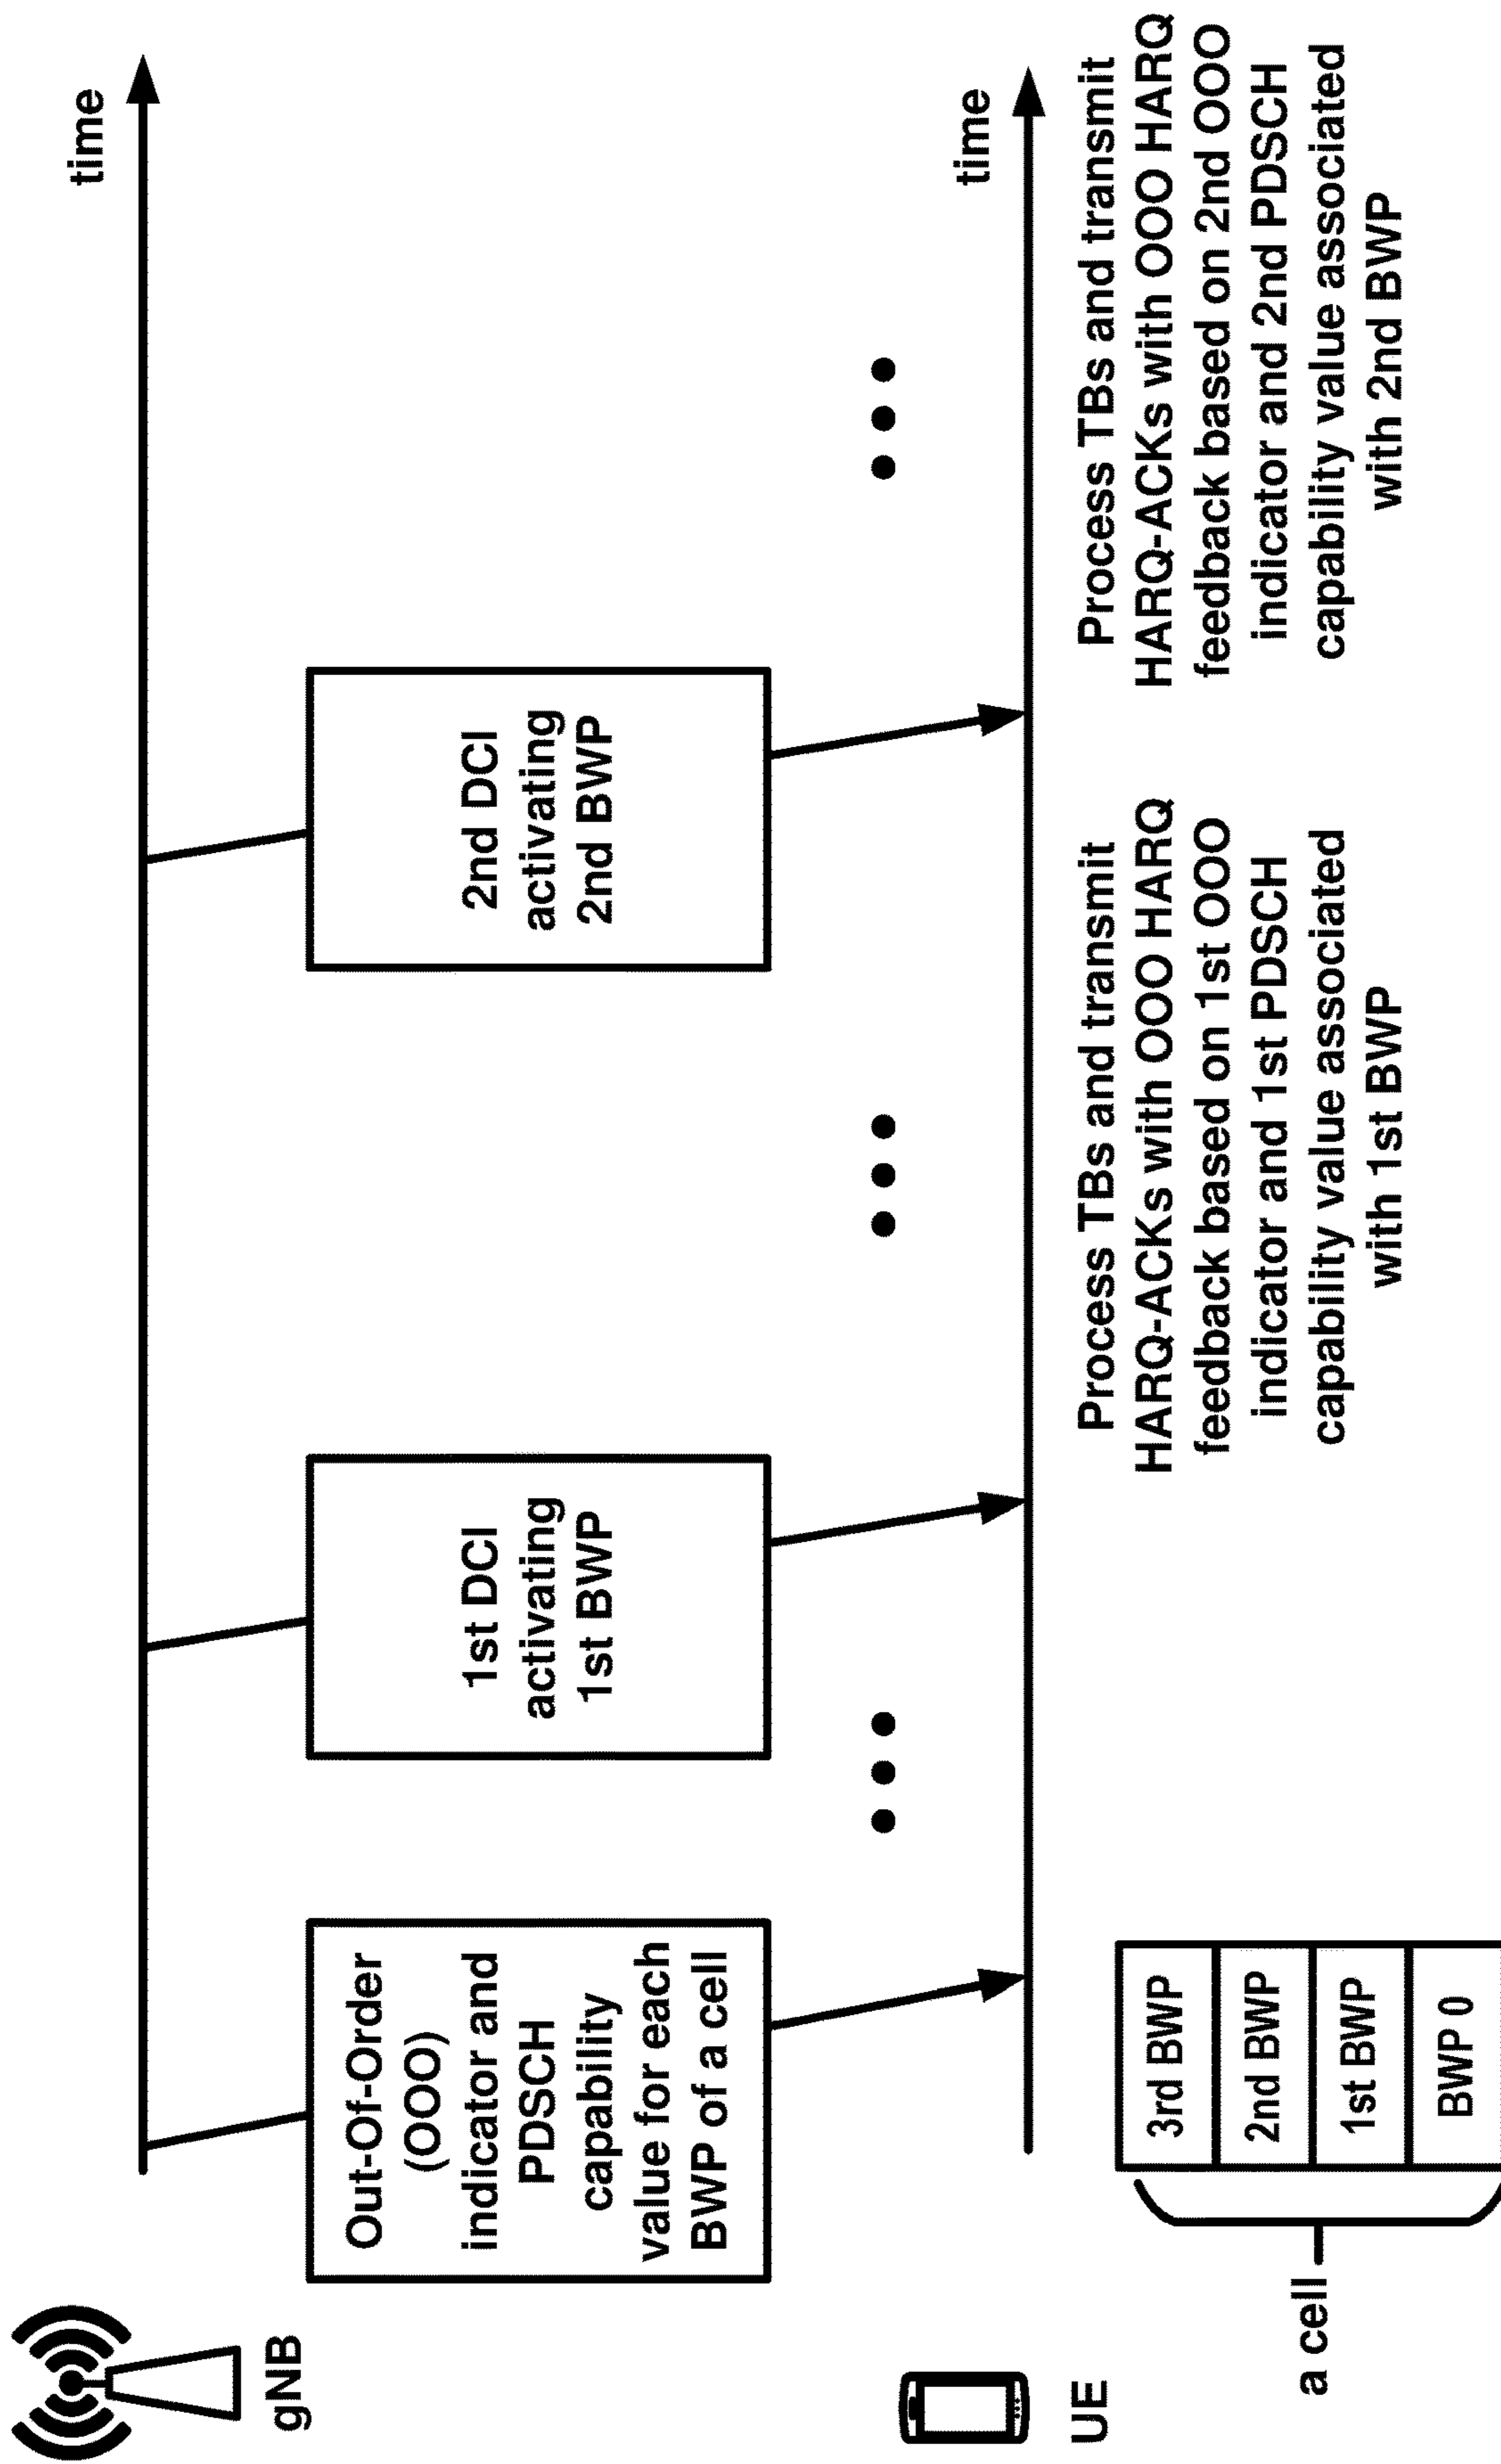 gNB
time
Out-Of-Order
(OOO)
indicator and
PDSCH
capability
value for each
BWP of a cell
1st DCI
activating
1st BWP
2nd DCI
activating
2nd BWP
UE
time
a cell
3rd BWP
2nd BWP
1st BWP
BWP 0
Process TBs and transmit
HARQ-ACKs with OOO HARQ
feedback based on 1st OOO
indicator and 1st PDSCH
capability value associated
with 1st BWP
Process TBs and transmit
HARQ-ACKs with OOO HARQ
feedback based on 2nd OOO
indicator and 2nd PDSCH
capability value associated
with 2nd BWP